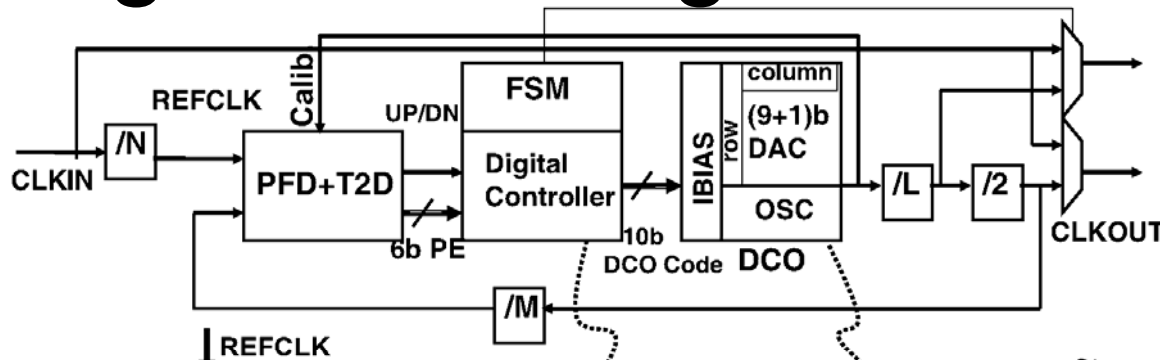 FSM
column
Calib
REFCLK
UP/DN
(9+1)b
DAC
row
IBIAS
/N
CLKIN
PFD+T2D
Digital
Controller
/L
/2
OSC
CLKOUT
6b PE
10b
DCO Code
DCO
/M
REFCLK